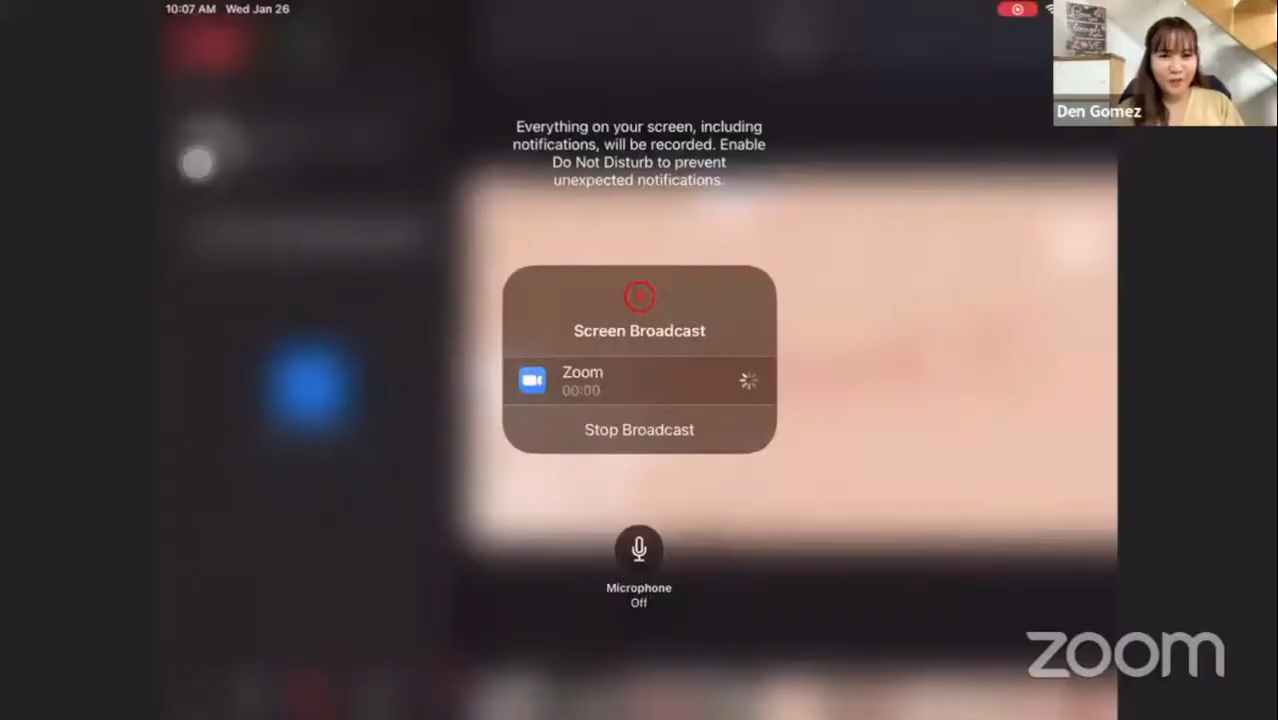 10:07 AM Wed Jan 26
Everything on your screen, including
notifications, will be recorded. Enable
Do Not Disturb to prevent
unexpected notifications.
Screen Broadcast
Zoom
00:00
Stop Broadcast
Microphone
Off
LOVE
Den Gomez
zoom